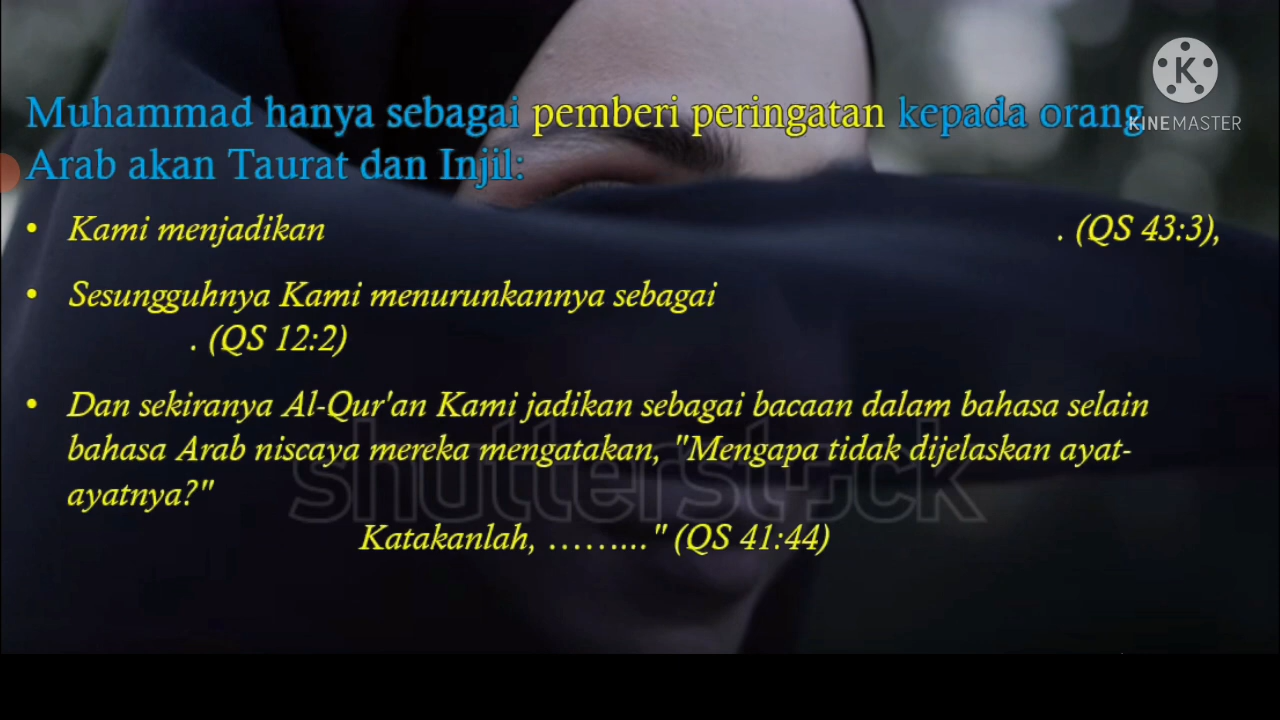 Muhammad hanya sebagai pemberi peringatan kepada orang
Arab akan Taurat dan Injil:
• Kami menjadikan . (QS 43:3),
• Sesungguhnya Kami menurunkannya sebagai
. (QS 12:2)
• Dan sekiranya Al-Qur'an Kami jadikan sebagai bacaan dalam bahasa selain
bahasa Arab niscaya mereka mengatakan, "Mengapa tidak dijelaskan ayat-
ayatnya?"
Katakanlah, ………" (QS 41:44)
K
KINEMASTER
shutterstock